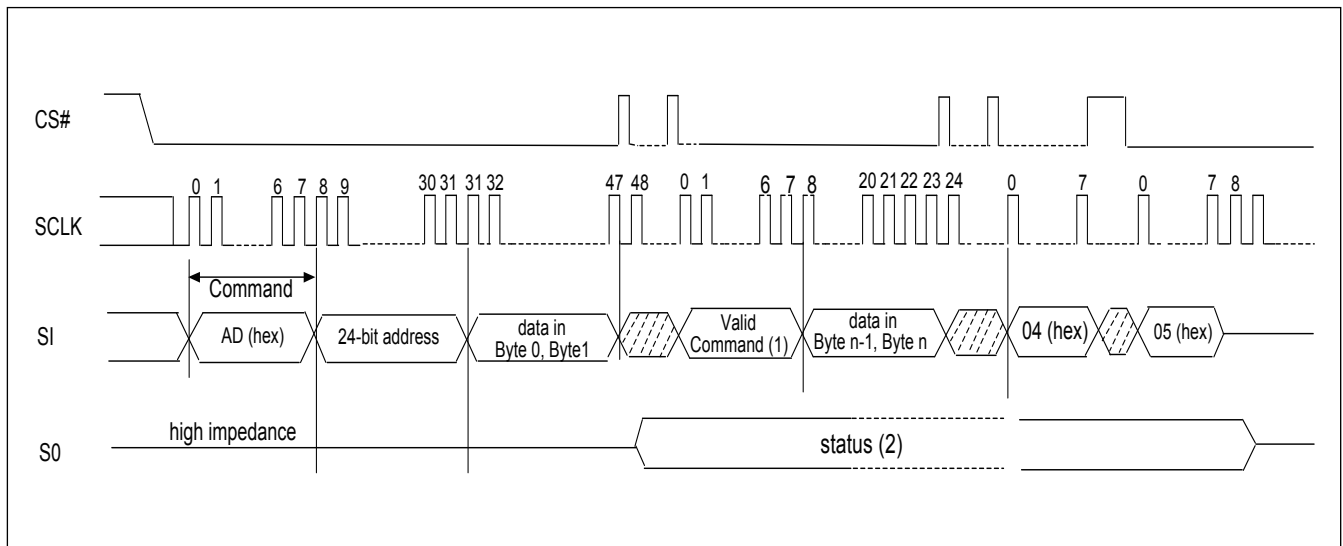 CS#
0 1 6 7 8 9 30 31 31 32 47 48 0 1 6 7 8 20 21 22 23 24 0 7 0 7 8
SCLK
Command
SI
AD (hex)
24-bit address
data in
Byte 0, Byte1
Valid
Command (1)
data in
Byte n-1, Byte n
04 (hex)
05 (hex)
high impedance
S0
status (2)